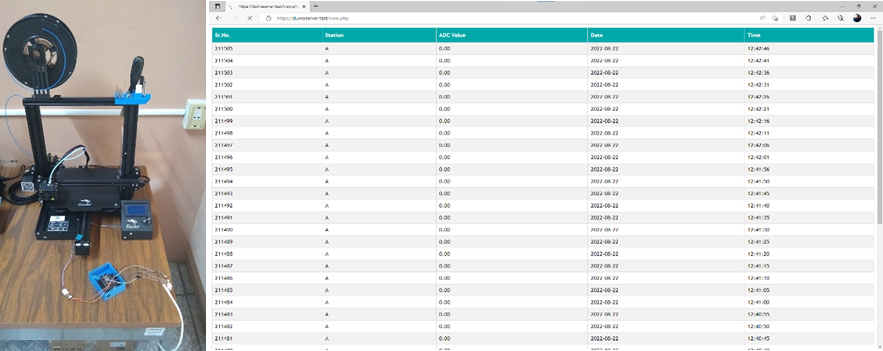 Ender
https://duinoserver.test/view.php
https://duinoserver.test/view.php
Sr.No. Station ADC Value Date Time
211505 A 0.00 2022-08-22 12:42:46
211504 A 0.00 2022-08-22 12:42:41
211503 A 0.00 2022-08-22 12:42:36
211502 A 0.00 2022-08-22 12:42:31
211501 A 0.00 2022-08-22 12:42:26
211500 A 0.00 2022-08-22 12:42:21
211499 A 0.00 2022-08-22 12:42:16
211498 A 0.00 2022-08-22 12:42:11
211497 A 0.00 2022-08-22 12:42:06
211496 A 0.00 2022-08-22 12:42:01
211495 A 0.00 2022-08-22 12:41:56
211494 A 0.00 2022-08-22 12:41:50
211493 A 0.00 2022-08-22 12:41:45
211492 A 0.00 2022-08-22 12:41:40
211491 A 0.00 2022-08-22 12:41:35
211490 A 0.00 2022-08-22 12:41:30
211489 A 0.00 2022-08-22 12:41:25
211488 A 0.00 2022-08-22 12:41:20
211487 A 0.00 2022-08-22 12:41:15
211486 A 0.00 2022-08-22 12:41:10
211485 A 0.00 2022-08-22 12:41:05
211484 A 0.00 2022-08-22 12:41:00
211483 A 0.00 2022-08-22 12:40:55
211482 A 0.00 2022-08-22 12:40:50
211481 A 0.00 2022-08-22 12:40:45